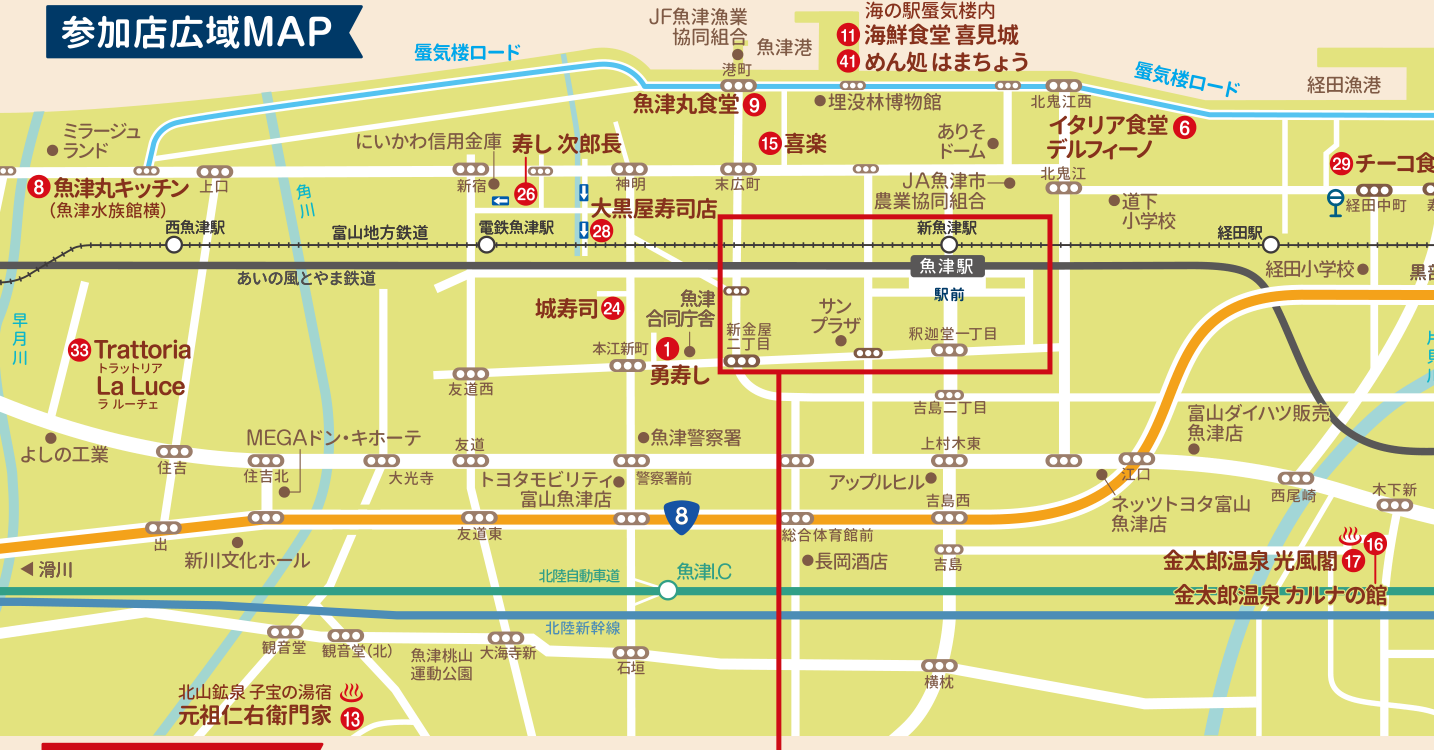 参加店広域MAP
蜃気楼ロード
JF魚津漁業
協同組合
魚津港
港町
海の駅蜃気楼内
11 海鮮食堂 喜見城
41 めん処 はまちょう
蜃気楼ロード
経田漁港
魚津丸食堂 9
埋没林博物館
北鬼江西
ミラージュ
ランド
にいかわ信用金庫
寿し 次郎長
26
15 喜楽
ありそ
ドーム
イタリア食堂 6
デルフィーノ
29 チーコ食
8 魚津丸キッチン
(魚津水族館横)
上口
角川
新宿
神明
末広町
JA魚津市
農業協同組合
北鬼江
道下
小学校
経田中町
大黒屋寿司店
28
西魚津駅
富山地方鉄道
電鉄魚津駅
新魚津駅
経田駅
あいの風とやま鉄道
魚津駅
駅前
経田小学校
黒部
早月川
城寿司 24
魚津
合同庁舎
サン
プラザ
新金屋
二丁目
釈迦堂一丁目
33 Trattoria
トラットリア
La Luce
ラ ルーチェ
本江新町
1
勇寿し
友道西
片貝川
吉島二丁目
富山ダイハツ販売
魚津店
よしの工業
MEGAドン・キホーテ
魚津警察署
住吉
住吉北
大光寺
友道
トヨタモビリティ
富山魚津店
警察署前
上村木東
アップルヒル
江口
吉島西
ネッツトヨタ富山
魚津店
西尾崎
木下新
8
出
新川文化ホール
友道東
総合体育館前
長岡酒店
吉島
16
金太郎温泉 光風閣 17
金太郎温泉 カルナの館
滑川
北陸自動車道
魚津I.C
北陸新幹線
観音堂
観音堂(北)
魚津桃山
運動公園
大海寺新
石垣
横枕
北山鉱泉 子宝の湯宿
元祖仁右衛門家 13